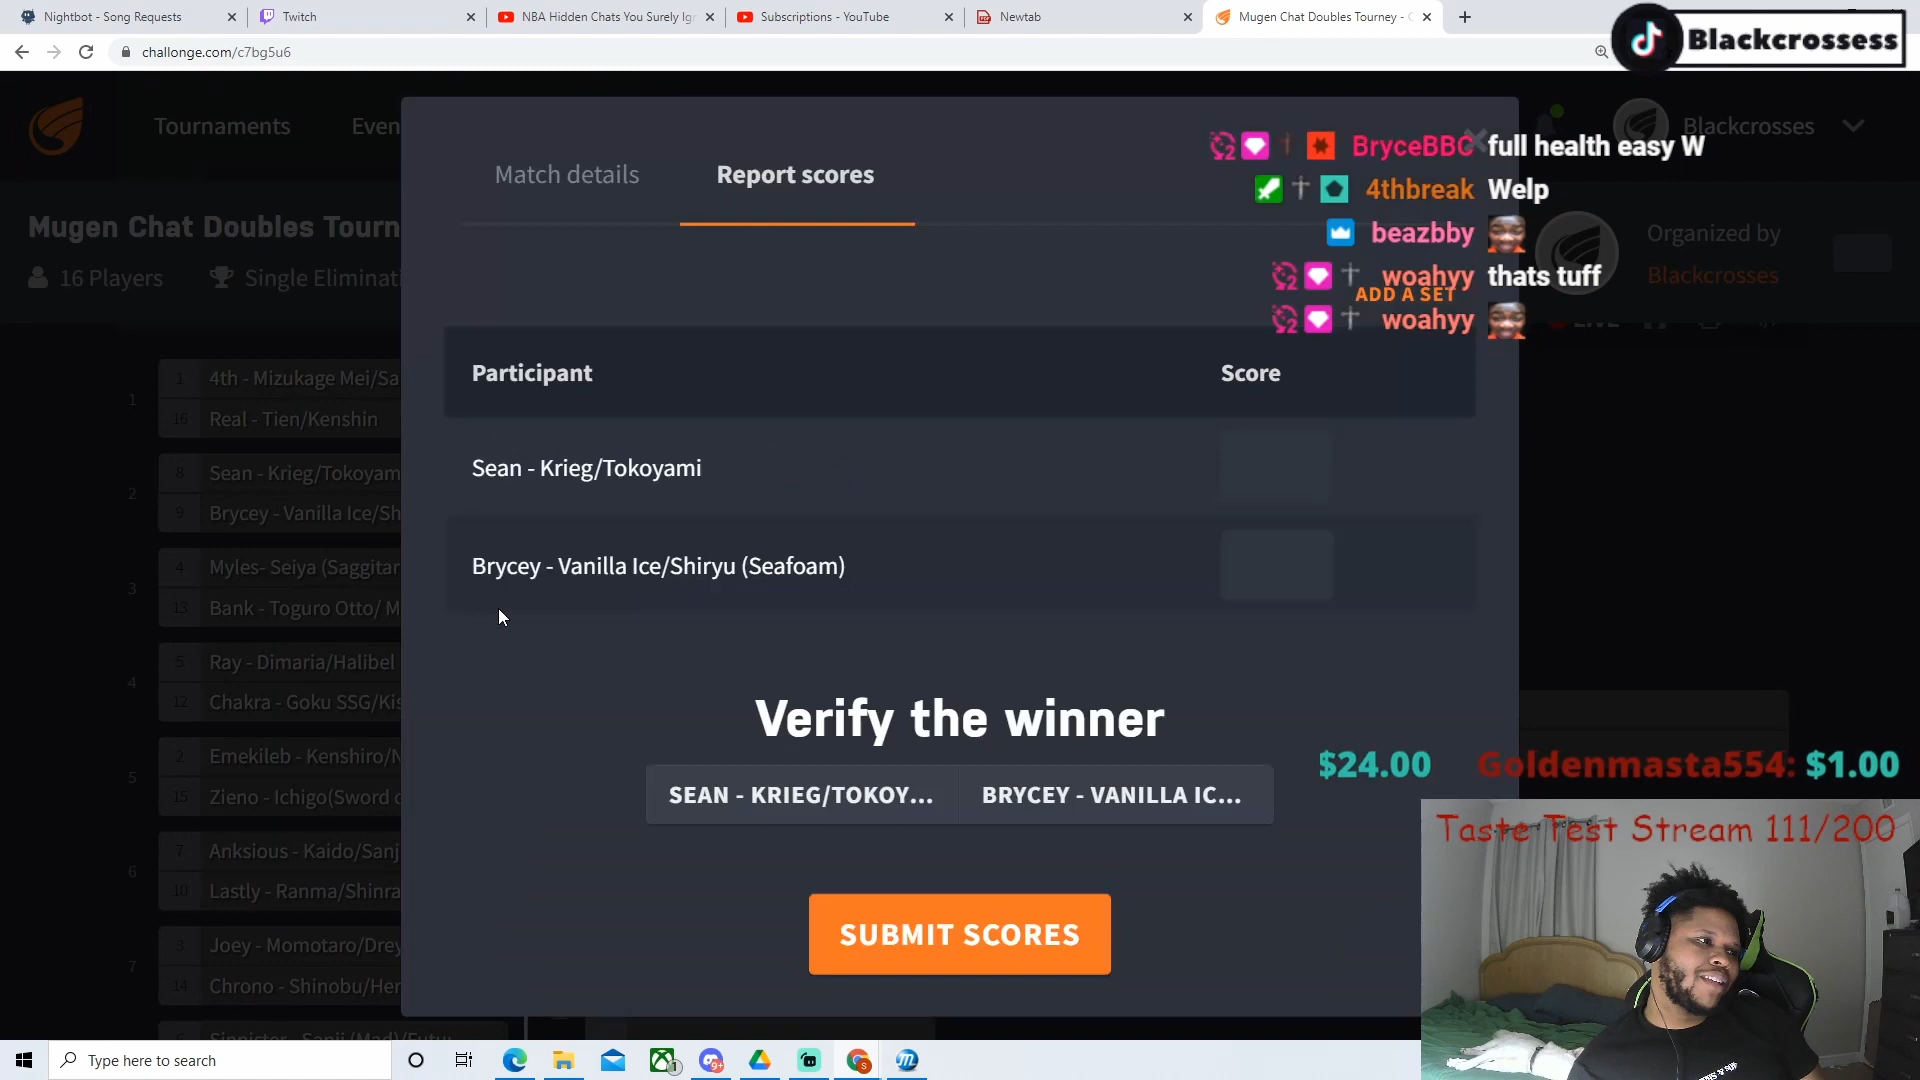 Nightbot - Song Requests
Twitch
NBA Hidden Chats You Surely Ig
Subscriptions - YouTube
Newtab
Mugen Chat Doubles Tourney - C
challonge.com/c7bg5u6
Blackcrossess
Tournaments
Even
Blackcrosses
Match details
Report scores
BryceBBC full health easy W
4thbreak Welp
beazbby
woahyy thats tuff
ADD A SET
woahyy
Mugen Chat Doubles Tourn
16 Players
Single Eliminati
Organized by
Blackcrosses
Participant
Score
Sean - Krieg/Tokoyami
Brycey - Vanilla Ice/Shiryu (Seafoam)
1
1 4th - Mizukage Mei/Sa
16 Real - Tien/Kenshin
2
8 Sean - Krieg/Tokoyam
9 Brycey - Vanilla Ice/Sh
3
4 Myles- Seiya (Saggitar
13 Bank - Toguro Otto/ M
4
5 Ray - Dimaria/Halibel
12 Chakra - Goku SSG/Kis
5
2 Emekileb - Kenshiro/N
15 Zieno - Ichigo(Sword o
6
7 Anksious - Kaido/Sanj
10 Lastly - Ranma/Shinra
7
3 Joey - Momotaro/Drey
14 Chrono - Shinobu/Her
Verify the winner
SEAN - KRIEG/TOKOY...
BRYCEY - VANILLA IC...
SUBMIT SCORES
$24.00
Goldenmasta554: $1.00
Taste Test Stream 111/200
Type here to search
1
9+